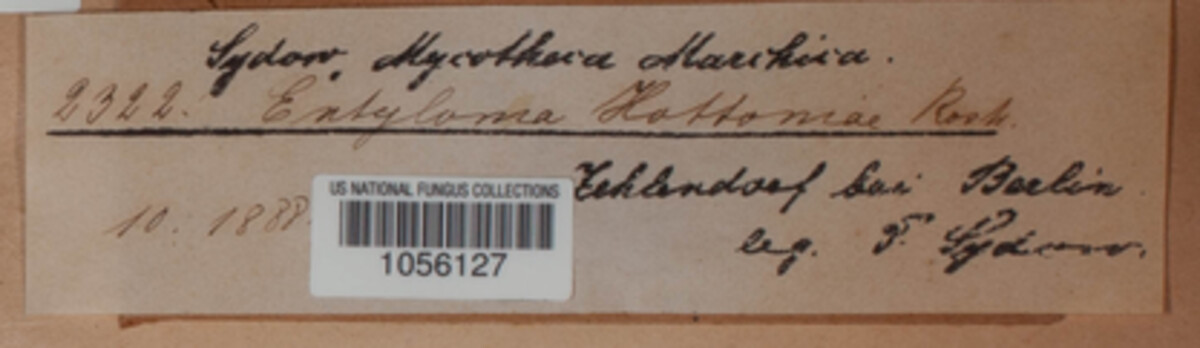 Sydow, Mycotheca Marchica.
2322. Entyloma Hottoniae Rostr.
Zehlendorf bei Berlin
10. 1888.
US NATIONAL FUNGUS COLLECTIONS
1056127
leg. P. Sydow.